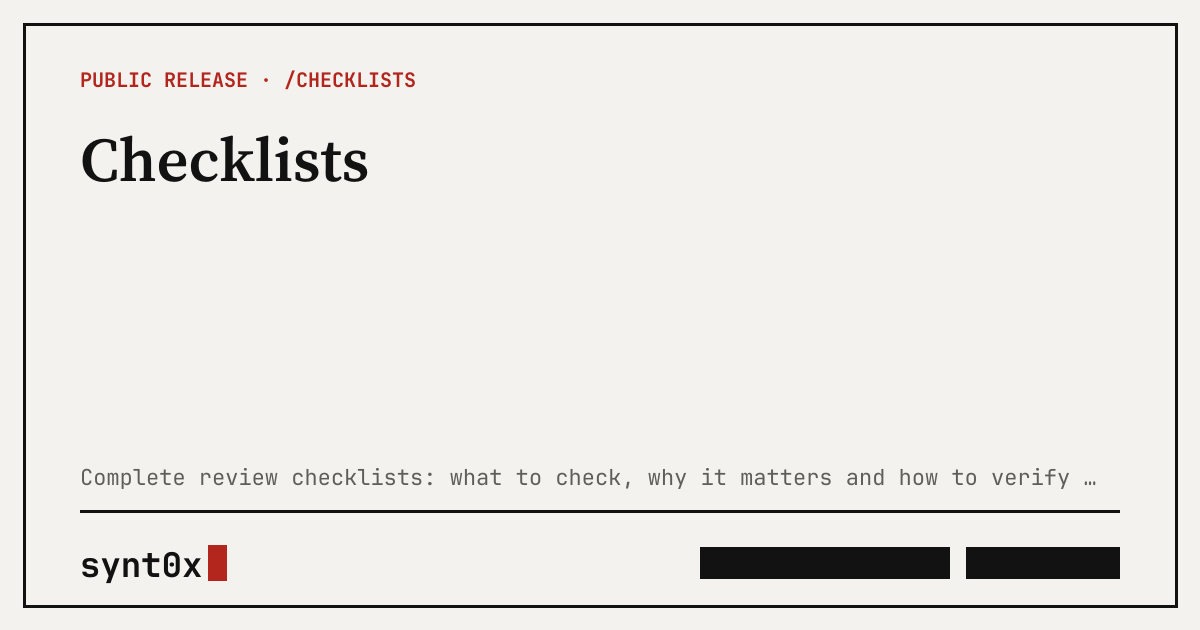 PUBLIC RELEASE · /CHECKLISTS
Checklists
Complete review checklists: what to check, why it matters and how to verify …
synt0x